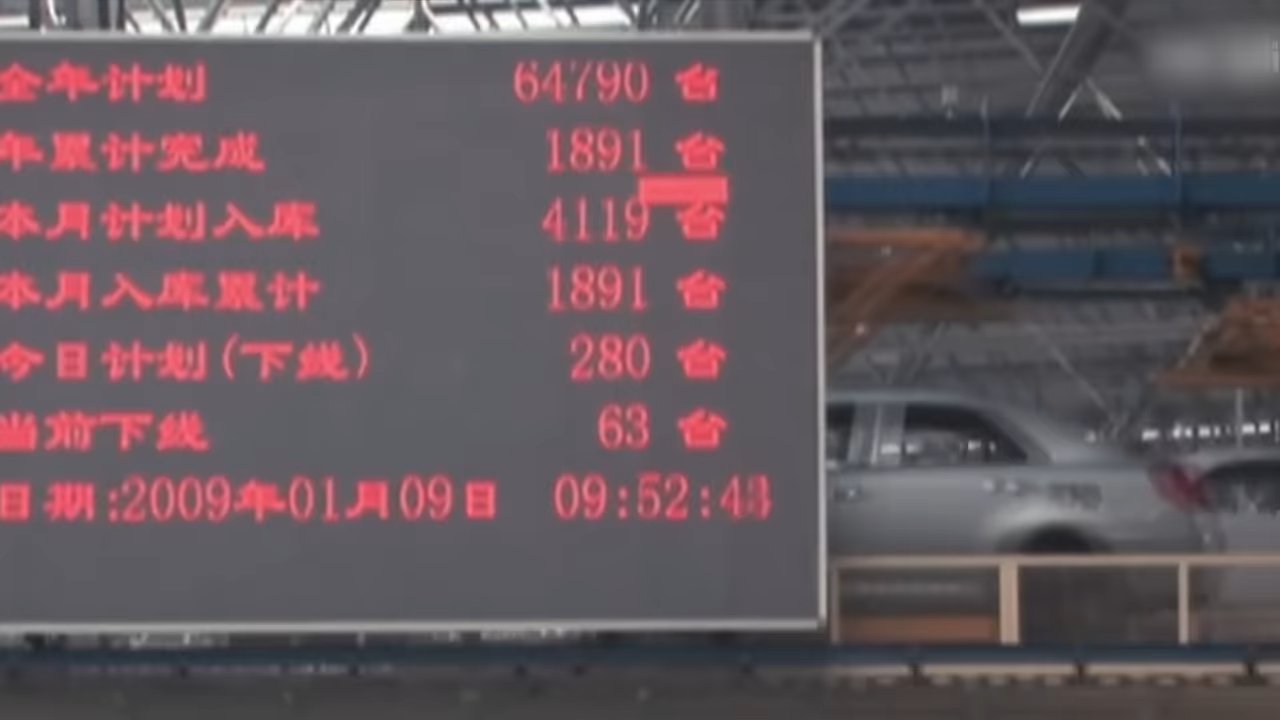 全年计划 64790 台
年累计完成 1891 台
本月计划入库 4119 台
本月入库累计 1891 台
今日计划(下线) 280 台
当前下线 63 台
日期:2009年01月09日 09:52:43